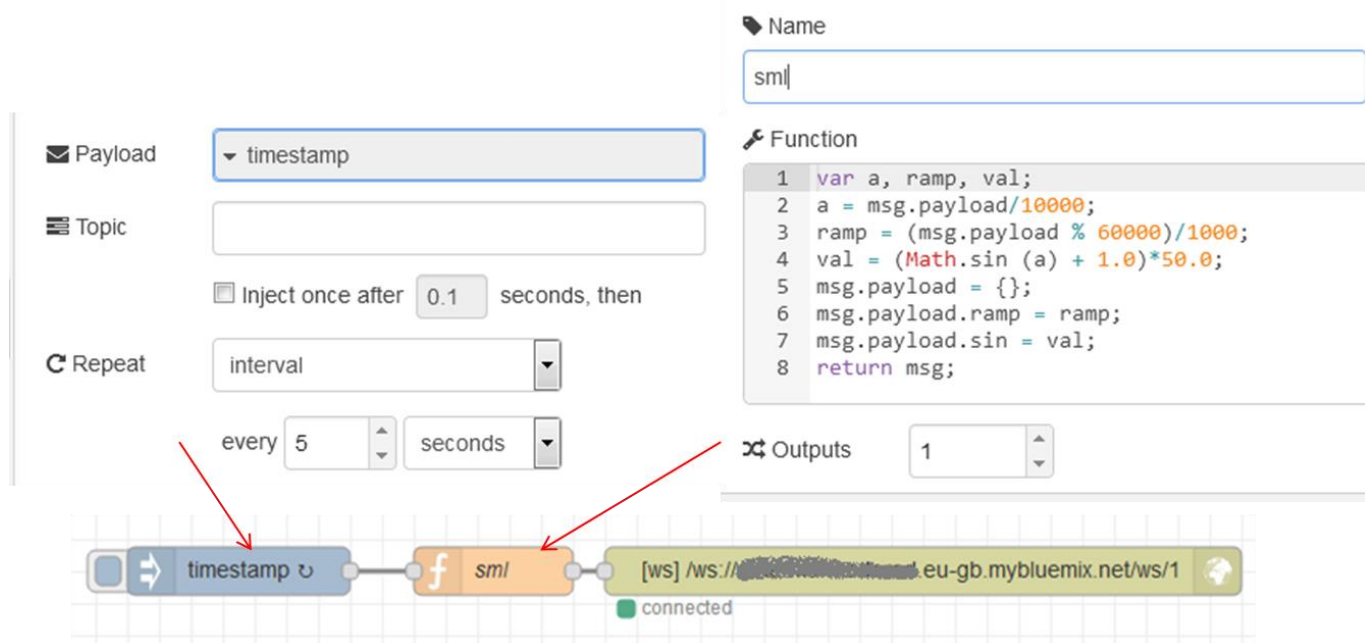 Payload
timestamp
Topic
Inject once after 0.1 seconds, then
Repeat
interval
every 5 seconds
Name
sml
Function
1 var a, ramp, val;
2 a = msg.payload/10000;
3 ramp = (msg.payload % 60000)/1000;
4 val = (Math.sin (a) + 1.0)*50.0;
5 msg.payload = {};
6 msg.payload.ramp = ramp;
7 msg.payload.sin = val;
8 return msg;
Outputs
1
timestamp ↻
f
sml
[ws] /ws:// .eu-gb.mybluemix.net/ws/1
connected